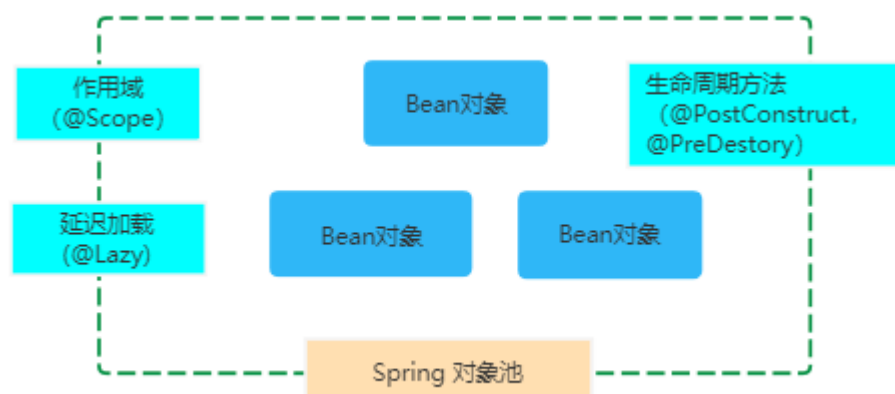 作用域
（@Scope）
Bean对象
生命周期方法
（@PostConstruct,
@PreDestory）
延迟加载
(@Lazy)
Bean对象
Bean对象
Spring 对象池